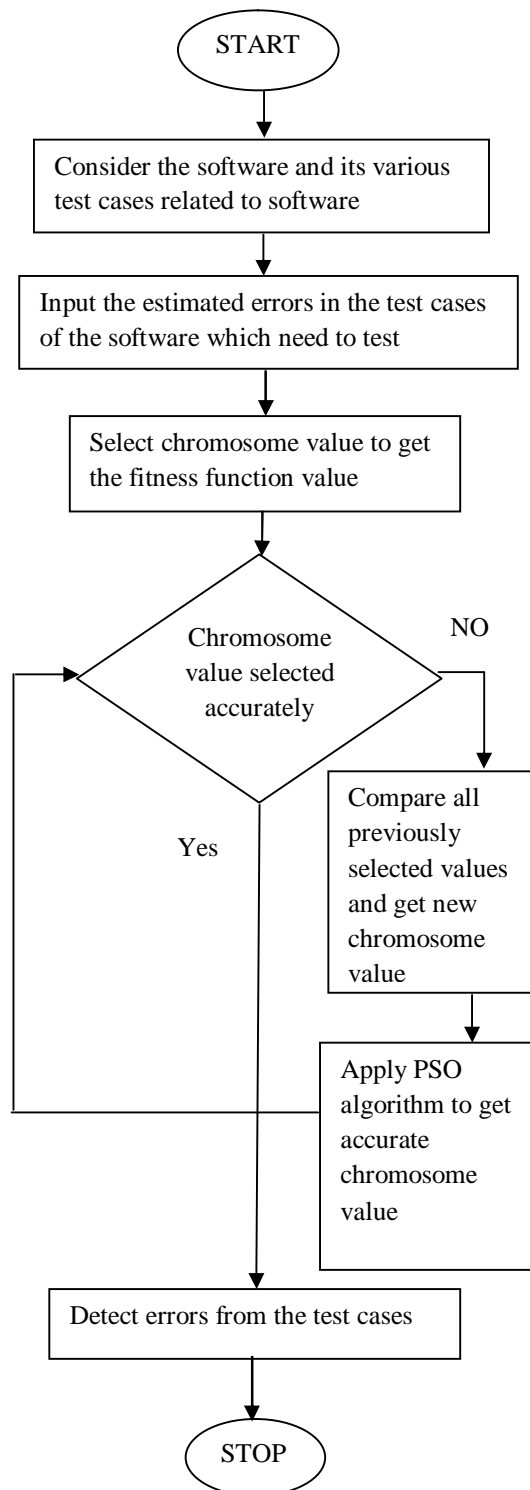 START
Consider the software and its various
test cases related to software
Input the estimated errors in the test cases
of the software which need to test
Select chromosome value to get
the fitness function value
Chromosome
value selected
accurately
NO
Compare all
previously
selected values
and get new
chromosome
value
Yes
Apply PSO
algorithm to get
accurate
chromosome
value
Detect errors from the test cases
STOP